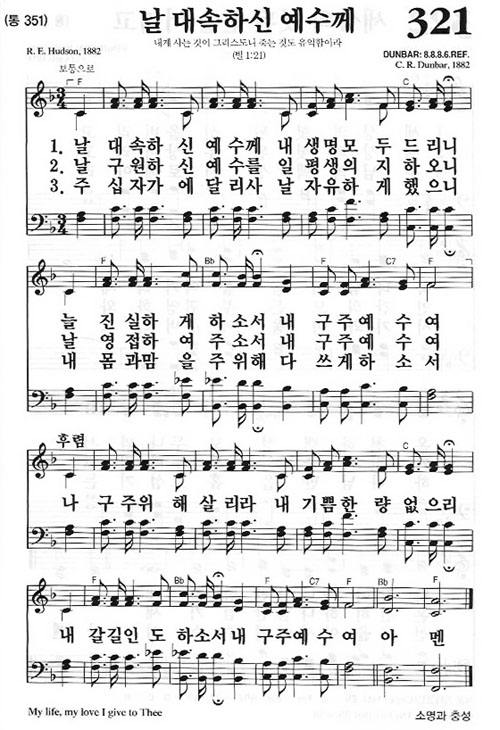 (통 351)
날 대속하신 예수께
321
내게 사는 것이 그리스도니 죽는 것도 유익함이라
(빌 1:21)
R. E. Hudson, 1882
DUNBAR: 8.8.8.6.REF.
C. R. Dunbar, 1882
보통으로
F C
1. 날 대속하 신 예수께 내 생명모 두 드리니
2. 날 구원하 신 예수를 일 평생의 지 하오니
3. 주 십자가 에 달리사 날 자유하 게 했으니
F Bb F C7 F
늘 진실하 게 하 소서 내 구주예 수여
날 영접하 여 주 소서 내 구주예 수여
내 몸과맘 을 주위해 다 쓰게하 소서
후렴
C
나 구주위 해 살리라 내 기쁨한 량 없으리
F Bb F C7 F Bb F
내 갈길인 도 하소서 내 구주예 수여 아 멘
My life, my love I give to Thee
소명과 충성